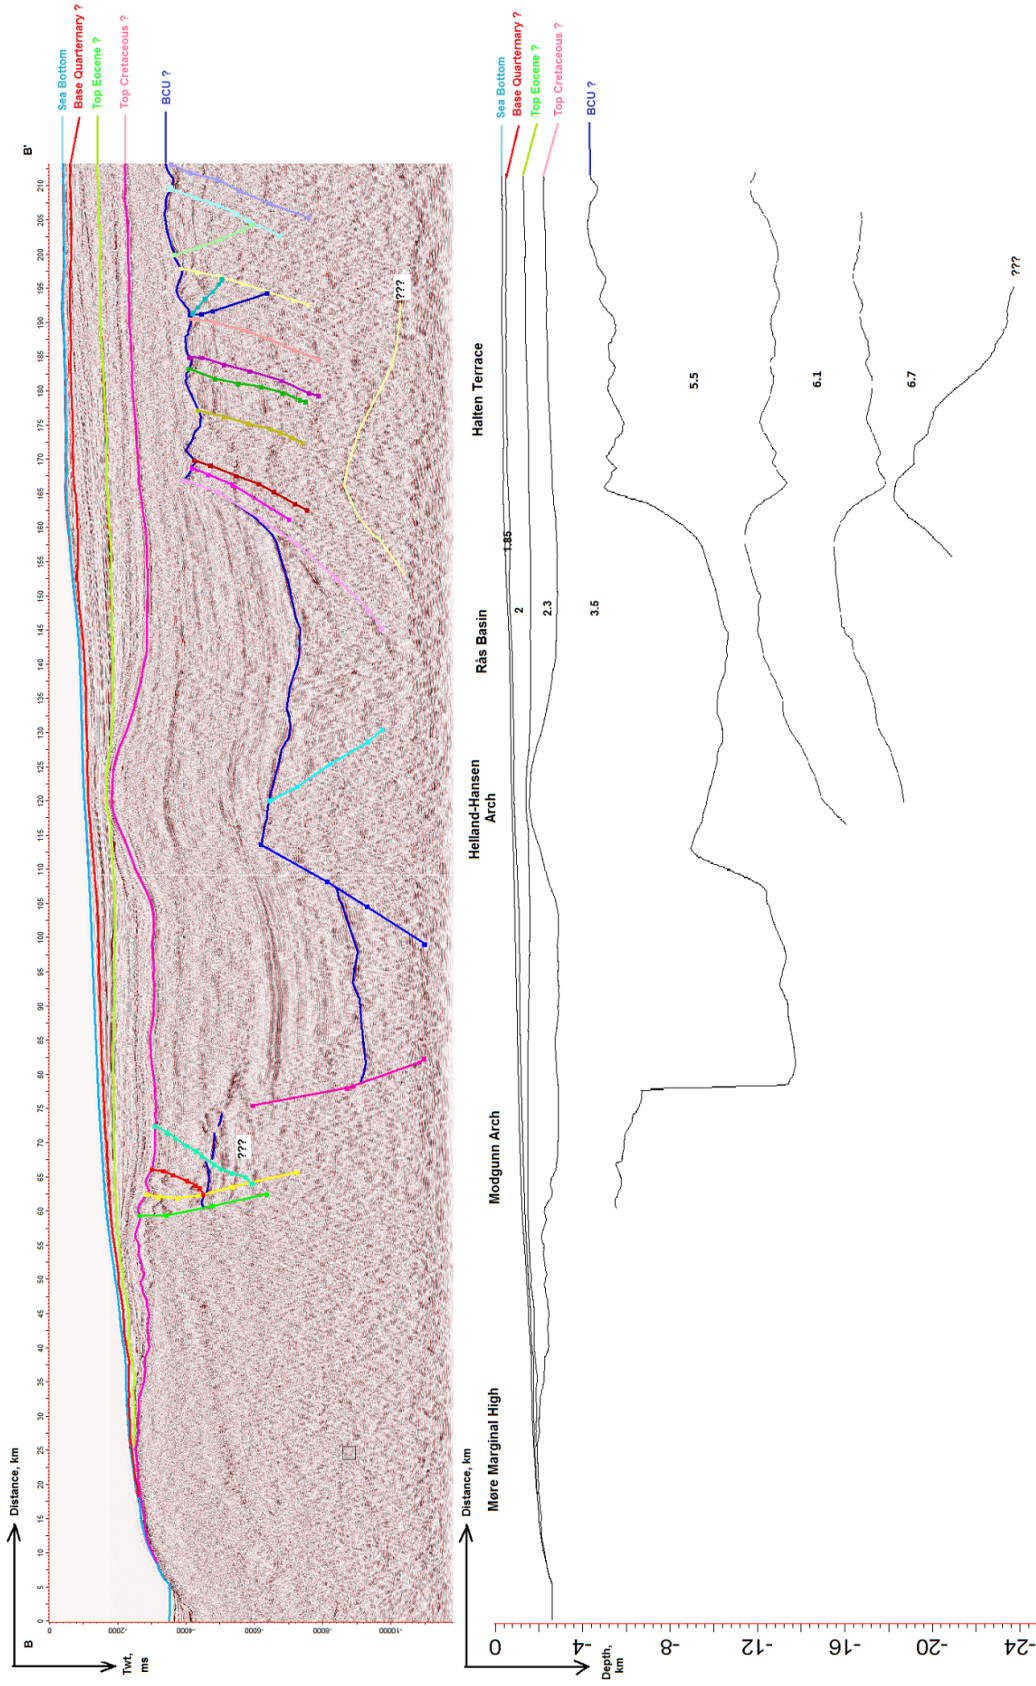 Distance, km
B
B'
Twt,
ms
0 5 10 15 20 25 30 35 40 45 50 55 60 65 70 75 80 85 90 95 100 105 110 115 120 125 130 135 140 145 150 155 160 165 170 175 180 185 190 195 200 205 210
-2000
-4000
-6000
-8000
-10000
Sea Bottom
Base Quarternary ?
Top Eocene ?
Top Cretaceous ?
BCU ?
???
???
Distance, km
Møre Marginal High
Modgunn Arch
Helland-Hansen
Arch
Rås Basin
Halten Terrace
Sea Bottom
Base Quarternary ?
Top Eocene ?
Top Cretaceous ?
BCU ?
1.85
2
2.3
3.5
5.5
6.1
6.7
???
Depth,
km
0
-4
-8
-12
-16
-20
-24